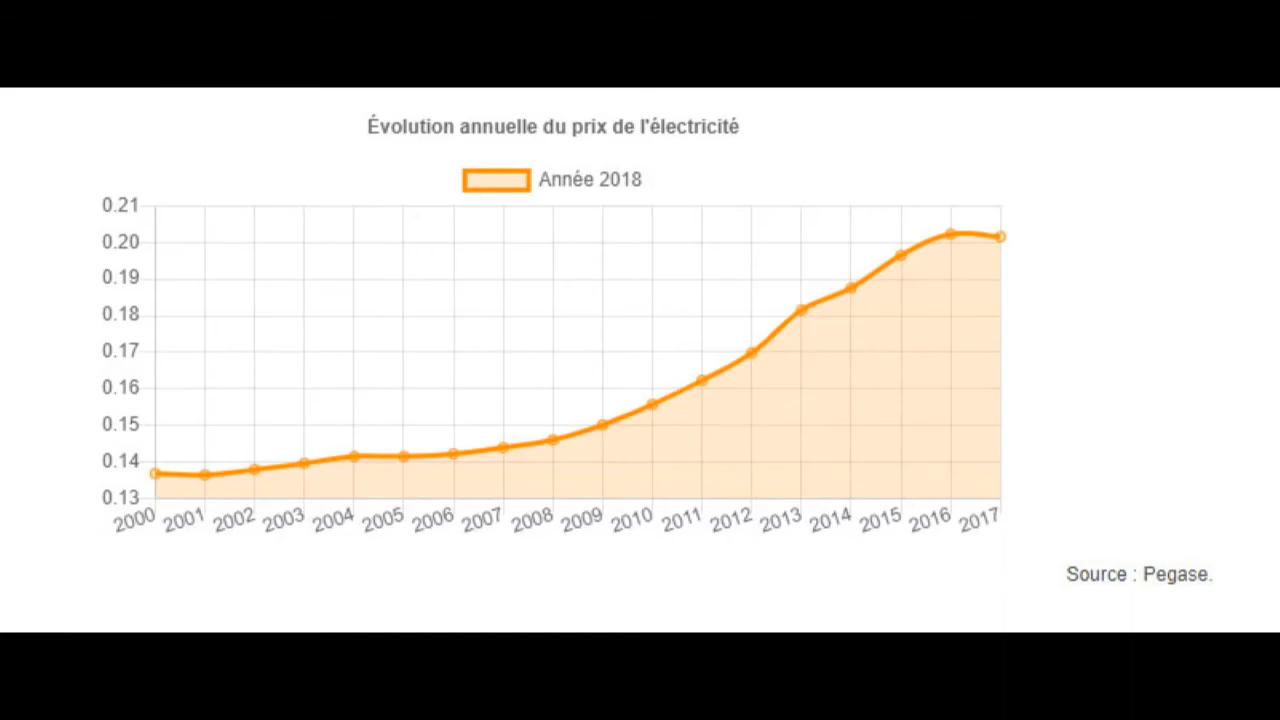 Évolution annuelle du prix de l'électricité
Année 2018
0.21
0.20
0.19
0.18
0.17
0.16
0.15
0.14
0.13
2000 2001 2002 2003 2004 2005 2006 2007 2008 2009 2010 2011 2012 2013 2014 2015 2016 2017
Source : Pegase.